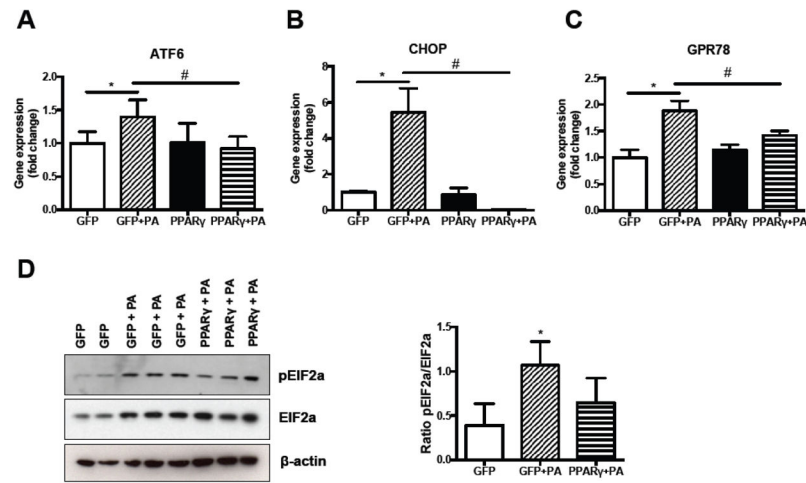 A
ATF6
Gene expression
(fold change)
2.0
1.5
1.0
0.5
0.0
*
#
GFP
GFP+PA
PPARγ
PPARγ+PA
B
CHOP
Gene expression
(fold change)
8
6
4
2
0
*
#
GFP
GFP+PA
PPARγ
PPARγ+PA
C
GPR78
Gene expression
(fold change)
2.5
2.0
1.5
1.0
0.5
0.0
*
#
GFP
GFP+PA
PPARγ
PPARγ+PA
D
GFP
GFP
GFP + PA
GFP + PA
GFP + PA
PPARγ + PA
PPARγ + PA
PPARγ + PA
pEIF2a
EIF2a
β-actin
Ratio pEIF2a/EIF2a
1.5
1.0
0.5
0.0
*
GFP
GFP+PA
PPARγ+PA